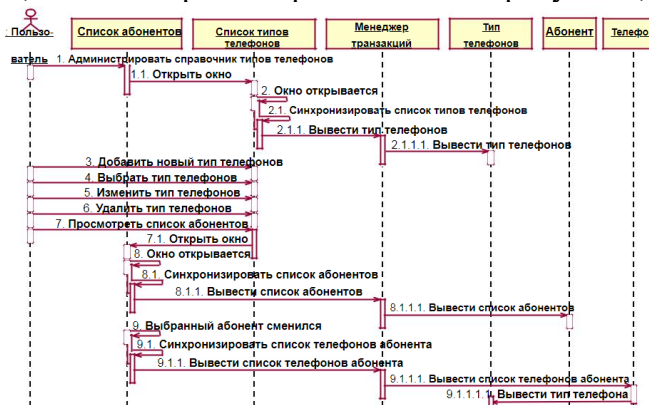 : Пользо-
ватель
Список абонентов
Список типов
телефонов
Менеджер
транзакций
Тип
телефонов
Абонент
Телефо
1. Администрировать справочник типов телефонов
1.1. Открыть окно
2. Окно открывается
2.1. Синхронизировать список типов телефонов
2.1.1. Вывести тип телефонов
2.1.1.1. Вывести тип телефонов
3. Добавить новый тип телефонов
4. Выбрать тип телефонов
5. Изменить тип телефонов
6. Удалить тип телефонов
7. Просмотреть список абонентов
7.1. Открыть окно
8. Окно открывается
8.1. Синхронизировать список абонентов
8.1.1. Вывести список абонентов
8.1.1.1. Вывести список абонентов
9. Выбранный абонент сменился
9.1. Синхронизировать список телефонов абонента
9.1.1. Вывести список телефонов абонента
9.1.1.1. Вывести список телефонов абонента
9.1.1.1.1. Вывести тип телефона